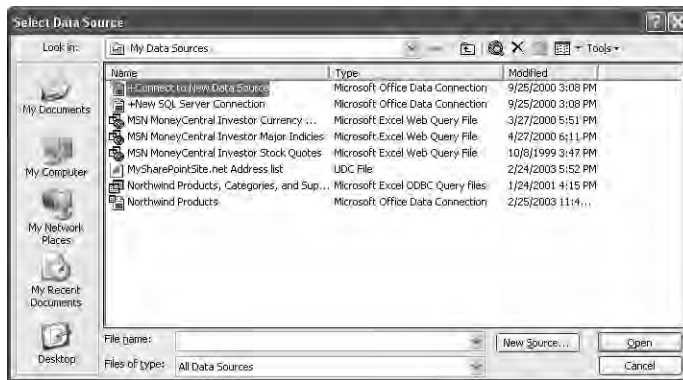 Select Data Source
Look in: My Data Sources Tools
Name Type Modified
+Connect to New Data Source Microsoft Office Data Connection 9/25/2000 3:08 PM
+New SQL Server Connection Microsoft Office Data Connection 9/25/2000 3:08 PM
MSN MoneyCentral Investor Currency ... Microsoft Excel Web Query File 3/27/2000 5:51 PM
MSN MoneyCentral Investor Major Indicies Microsoft Excel Web Query File 4/27/2000 6:11 PM
MSN MoneyCentral Investor Stock Quotes Microsoft Excel Web Query File 10/8/1999 3:47 PM
MySharePointSite.net Address list UDC File 2/24/2003 5:52 PM
Northwind Products, Categories, and Sup... Microsoft Excel ODBC Query files 1/24/2001 4:15 PM
Northwind Products Microsoft Office Data Connection 2/25/2003 11:4...
My Documents
My Computer
My Network
Places
My Recent
Documents
Desktop
File name: New Source... Open
Files of type: All Data Sources Cancel